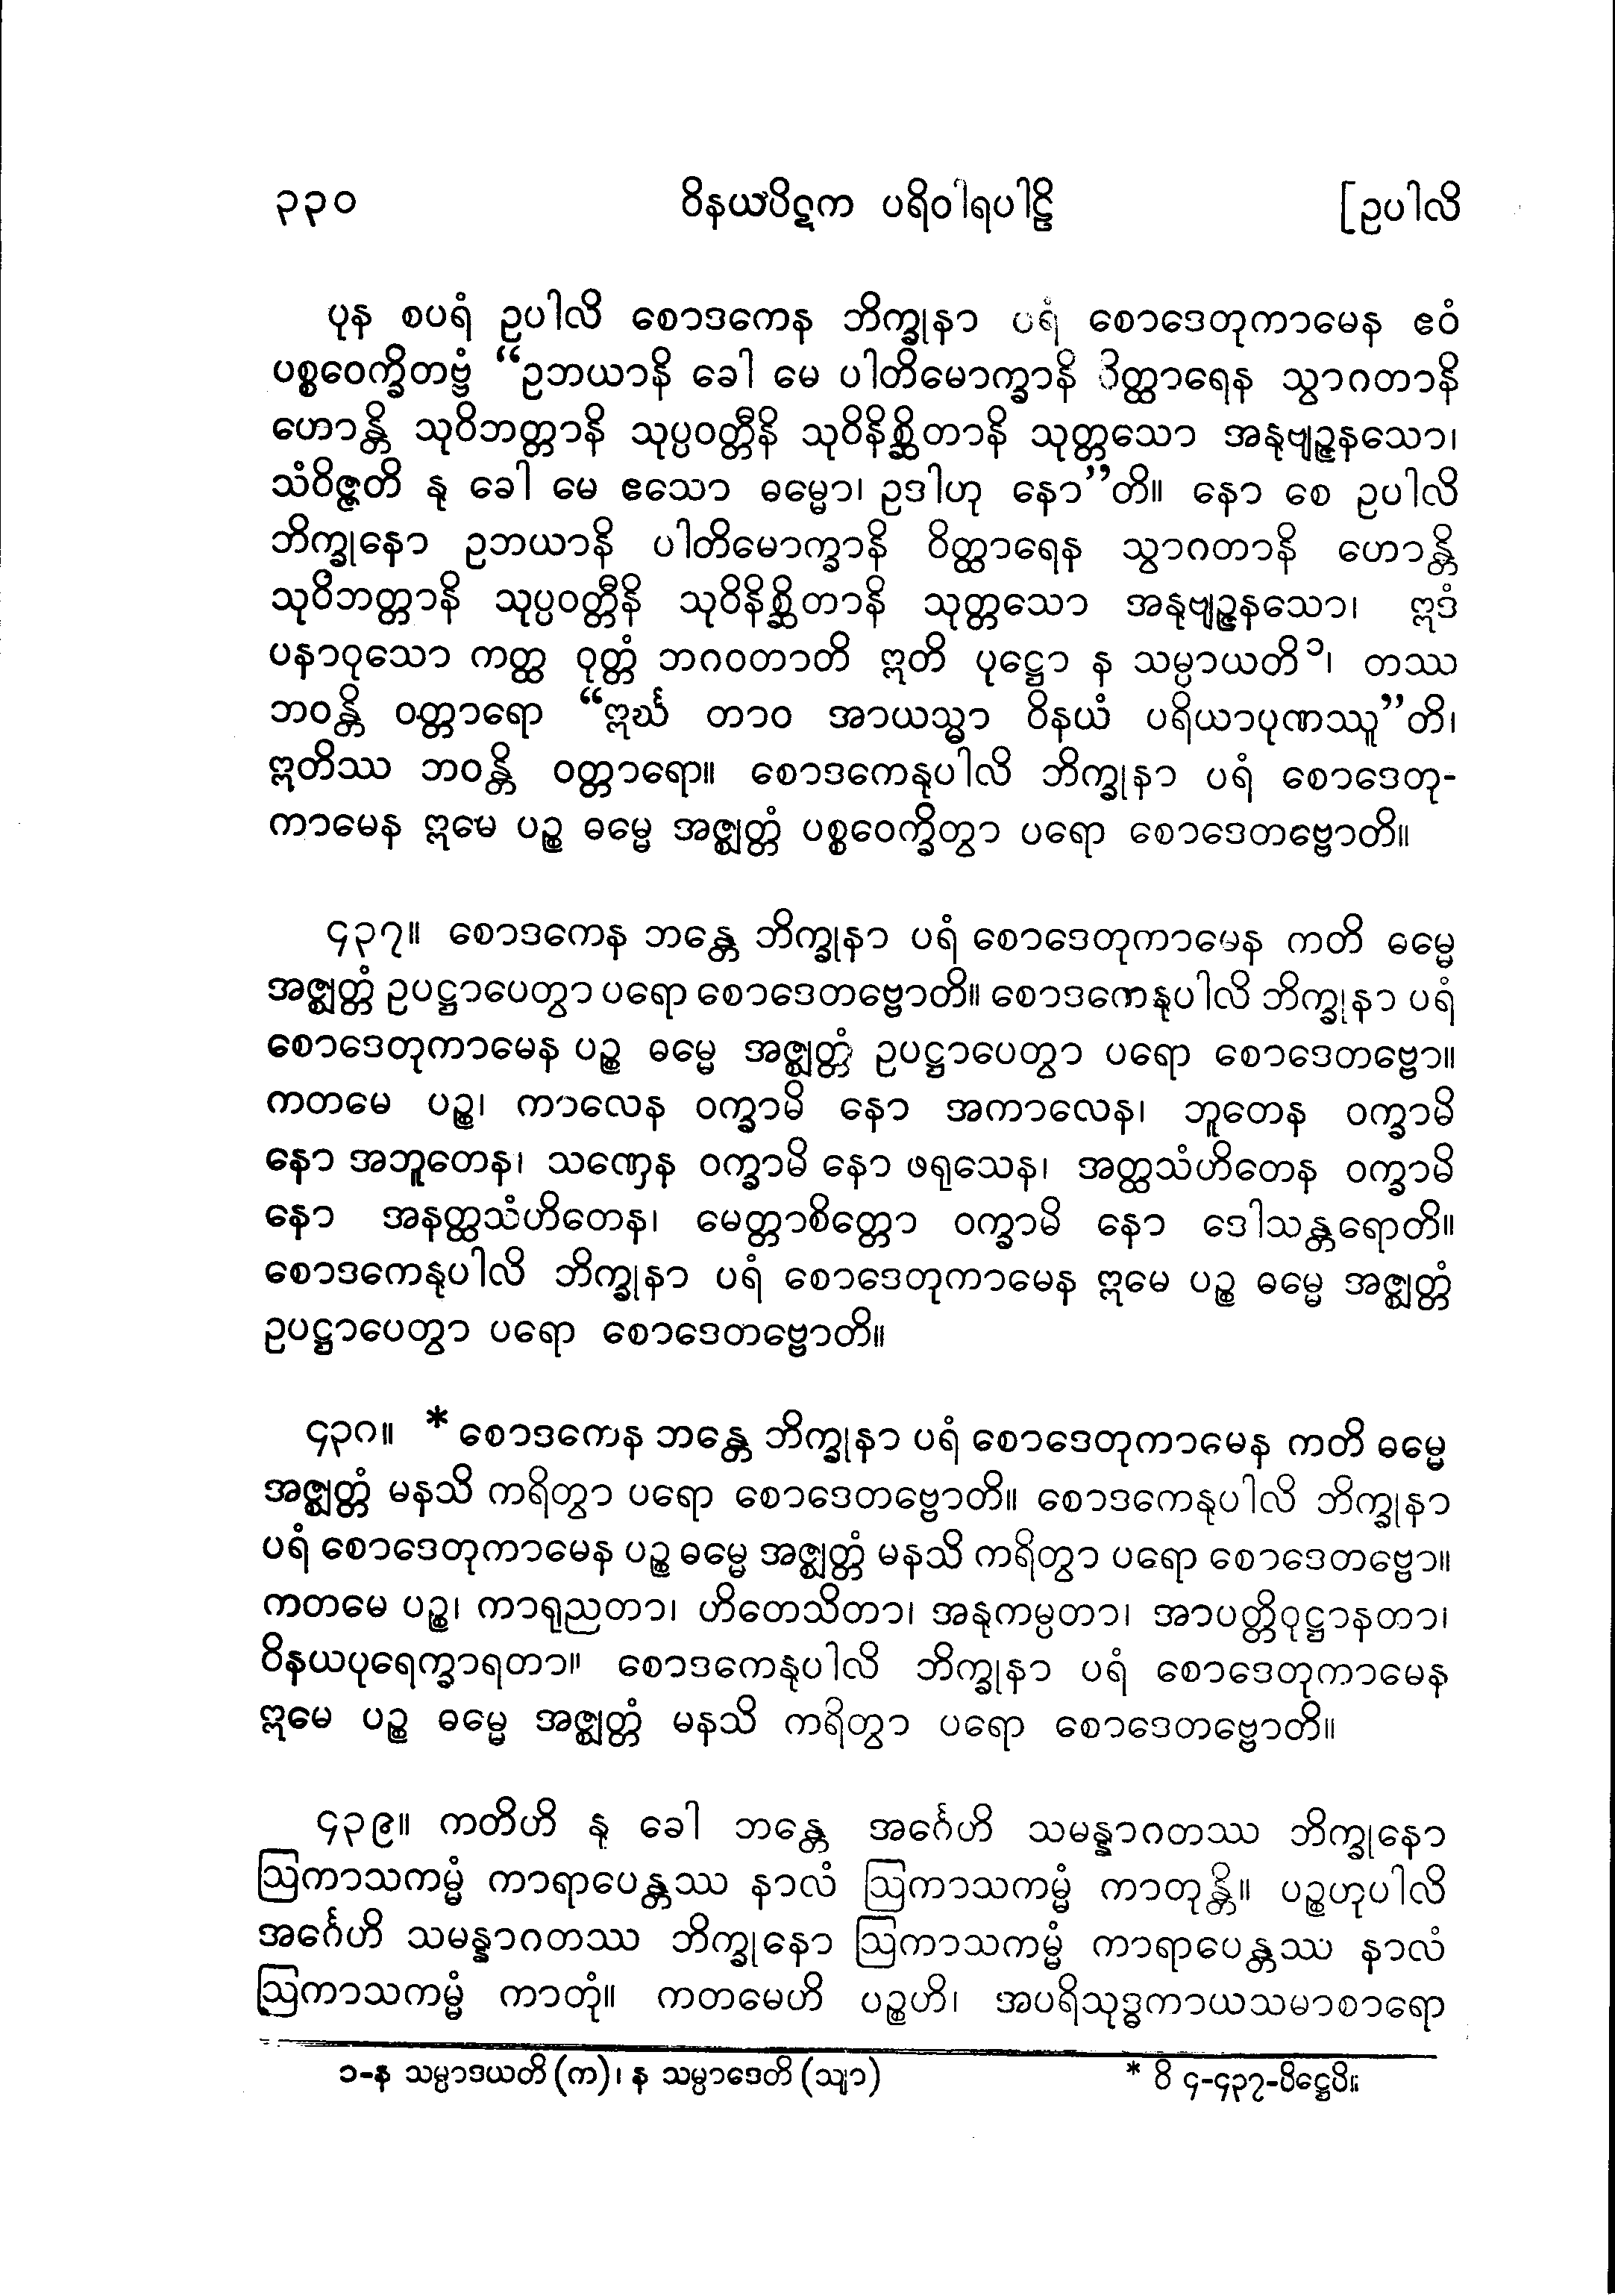 ၃၃၀ ဝိနယပိဋက ပရိဝါရပါဠိ [ဥပါလိ
ပုန စပရံ ဥပါလိ စောဒကေန ဘိက္ခုနာ ပရံ စောဒေတုကာမေန ဧဝံ
ပစ္စဝေက္ခိတဗ္ဗံ “ဥဘယာနိ ခေါ မေ ပါတိမောက္ခာနိ ဝိတ္ထာရေန သွာဂတာနိ
ဟောန္တိ သုဝိဘတ္တာနိ သုပ္ပဝတ္တီနိ သုဝိနိစ္ဆိတာနိ သုတ္တသော အနုဗျဉ္ဇနသော၊
သံဝိဇ္ဇတိ နု ခေါ မေ ဧသော ဓမ္မော၊ ဥဒါဟု နော”တိ။ နော စေ ဥပါလိ
ဘိက္ခုနော ဥဘယာနိ ပါတိမောက္ခာနိ ဝိတ္ထာရေန သွာဂတာနိ ဟောန္တိ
သုဝိဘတ္တာနိ သုပ္ပဝတ္တီနိ သုဝိနိစ္ဆိတာနိ သုတ္တသော အနုဗျဉ္ဇနသော၊ ဣဒံ
ပနာဝုသော ကတ္ထ ဝုတ္တံ ဘဂဝတာတိ ဣတိ ပုဋ္ဌော န သမ္ပာယတိ၁၊ တဿ
ဘဝန္တိ ဝတ္တာရော “ဣင်္ဃ တာဝ အာယသ္မာ ဝိနယံ ပရိယာပုဏဿူ”တိ၊
ဣတိဿ ဘဝန္တိ ဝတ္တာရော။ စောဒကေနုပါလိ ဘိက္ခုနာ ပရံ စောဒေတု-
ကာမေန ဣမေ ပဉ္စ ဓမ္မေ အဇ္ဈတ္တံ ပစ္စဝေက္ခိတွာ ပရော စောဒေတဗ္ဗောတိ။
၄၃၇။ စောဒကေန ဘန္တေ ဘိက္ခုနာ ပရံ စောဒေတုကာမေန ကတိ ဓမ္မေ
အဇ္ဈတ္တံ ဥပဋ္ဌာပေတွာ ပရော စောဒေတဗ္ဗောတိ။ စောဒကေနုပါလိ ဘိက္ခုနာ ပရံ
စောဒေတုကာမေန ပဉ္စ ဓမ္မေ အဇ္ဈတ္တံ ဥပဋ္ဌာပေတွာ ပရော စောဒေတဗ္ဗော။
ကတမေ ပဉ္စ၊ ကာလေန ဝက္ခာမိ နော အကာလေန၊ ဘူတေန ဝက္ခာမိ
နော အဘူတေန၊ သဏှေန ဝက္ခာမိ နော ဖရုသေန၊ အတ္ထသံဟိတေန ဝက္ခာမိ
နော အနတ္ထသံဟိတေန၊ မေတ္တာစိတ္တော ဝက္ခာမိ နော ဒေါသန္တရောတိ။
စောဒကေနုပါလိ ဘိက္ခုနာ ပရံ စောဒေတုကာမေန ဣမေ ပဉ္စ ဓမ္မေ အဇ္ဈတ္တံ
ဥပဋ္ဌာပေတွာ ပရော စောဒေတဗ္ဗောတိ။
၄၃၈။ * စောဒကေန ဘန္တေ ဘိက္ခုနာ ပရံ စောဒေတုကာမေန ကတိ ဓမ္မေ
အဇ္ဈတ္တံ မနသိ ကရိတွာ ပရော စောဒေတဗ္ဗောတိ။ စောဒကေနုပါလိ ဘိက္ခုနာ
ပရံ စောဒေတုကာမေန ပဉ္စ ဓမ္မေ အဇ္ဈတ္တံ မနသိ ကရိတွာ ပရော စောဒေတဗ္ဗော။
ကတမေ ပဉ္စ၊ ကာရုညတာ၊ ဟိတေသိတာ၊ အနုကမ္ပတာ၊ အာပတ္တိဝုဋ္ဌာနတာ၊
ဝိနယပုရေက္ခာရတာ။ စောဒကေနုပါလိ ဘိက္ခုနာ ပရံ စောဒေတုကာမေန
ဣမေ ပဉ္စ ဓမ္မေ အဇ္ဈတ္တံ မနသိ ကရိတွာ ပရော စောဒေတဗ္ဗောတိ။
၄၃၉။ ကတိဟိ နု ခေါ ဘန္တေ အင်္ဂေဟိ သမန္နာဂတဿ ဘိက္ခုနော
ဩကာသကမ္မံ ကာရာပေန္တဿ နာလံ ဩကာသကမ္မံ ကာတုန္တိ။ ပဉ္စဟုပါလိ
အင်္ဂေဟိ သမန္နာဂတဿ ဘိက္ခုနော ဩကာသကမ္မံ ကာရာပေန္တဿ နာလံ
ဩကာသကမ္မံ ကာတုံ။ ကတမေဟိ ပဉ္စဟိ၊ အပရိသုဒ္ဓကာယသမာစာရော
၁-န သမ္ပာဒယတိ (က)၊ န သမ္ပာဒေတိ (သျာ) * ဝိ ၄-၄၃၇-ပိဋ္ဌေပိ။